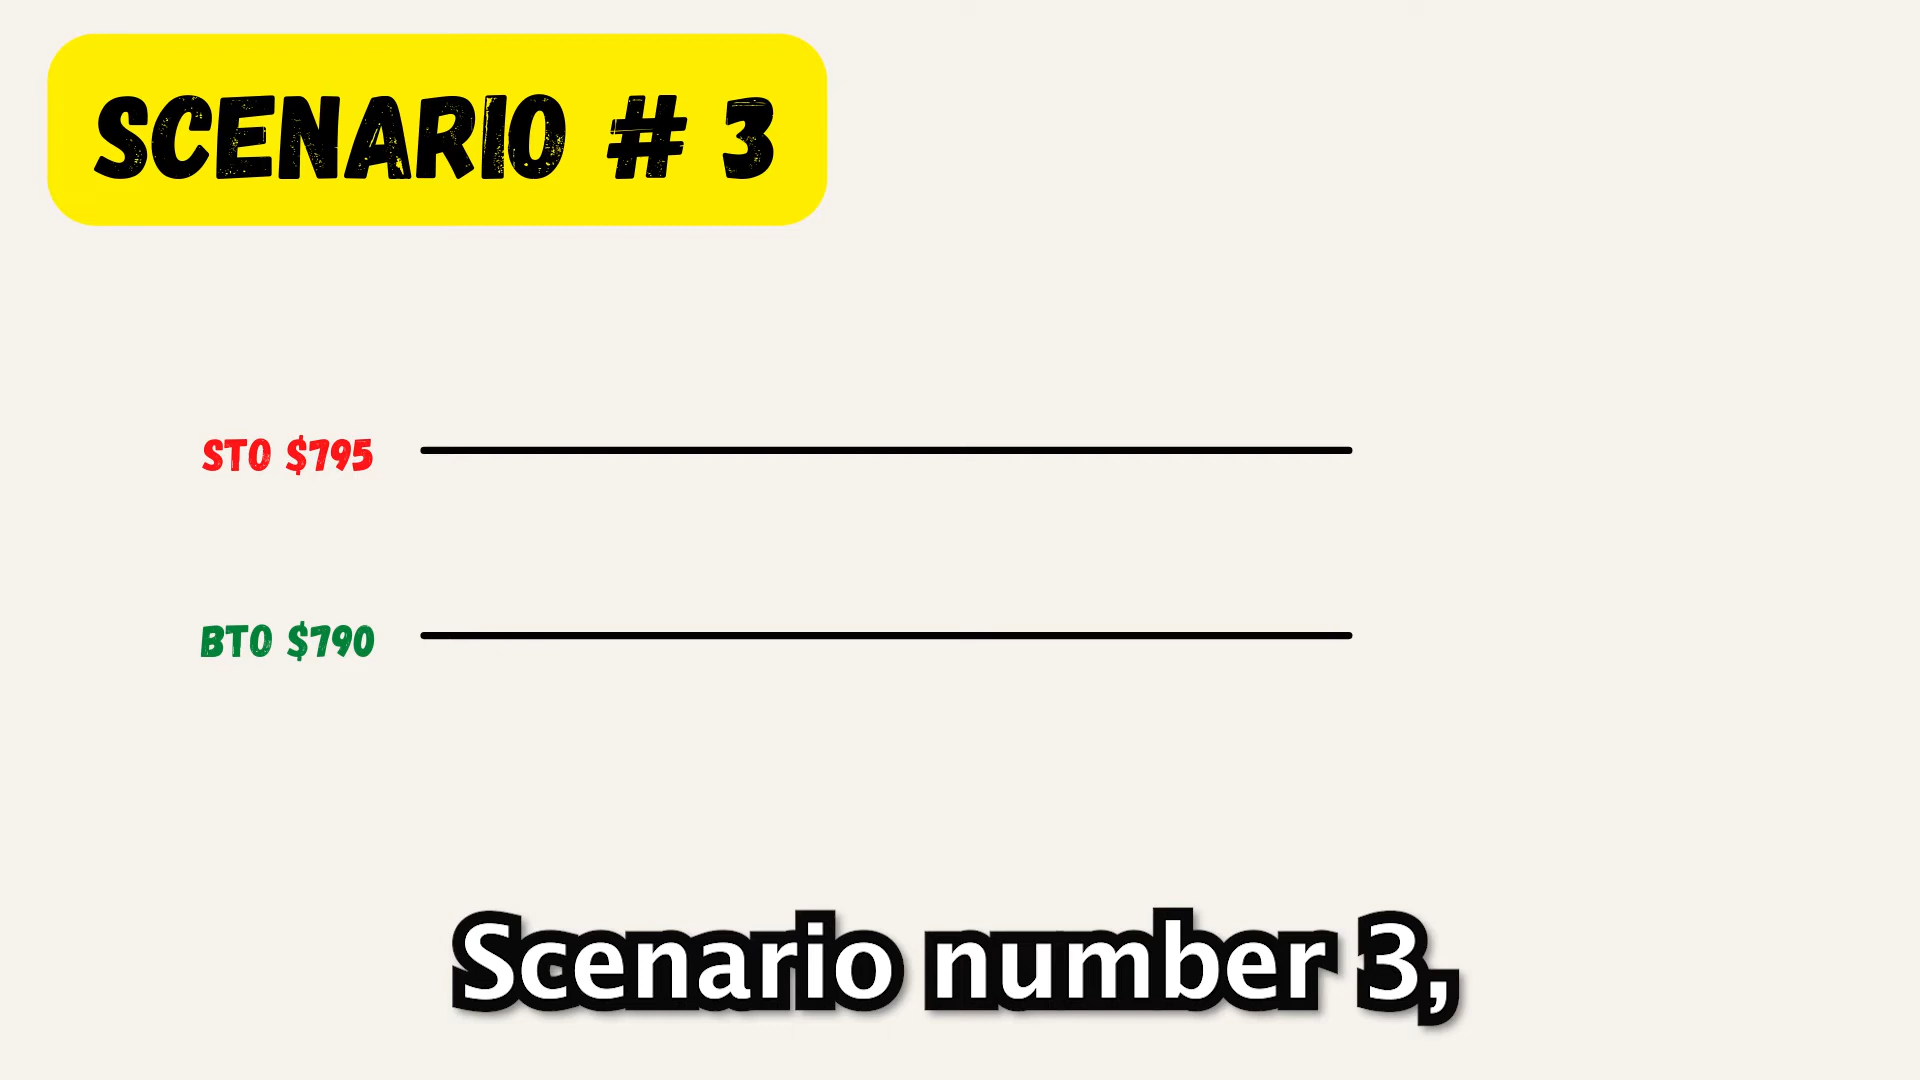 SCENARIO # 3
STO $795
BTO $790
Scenario number 3,